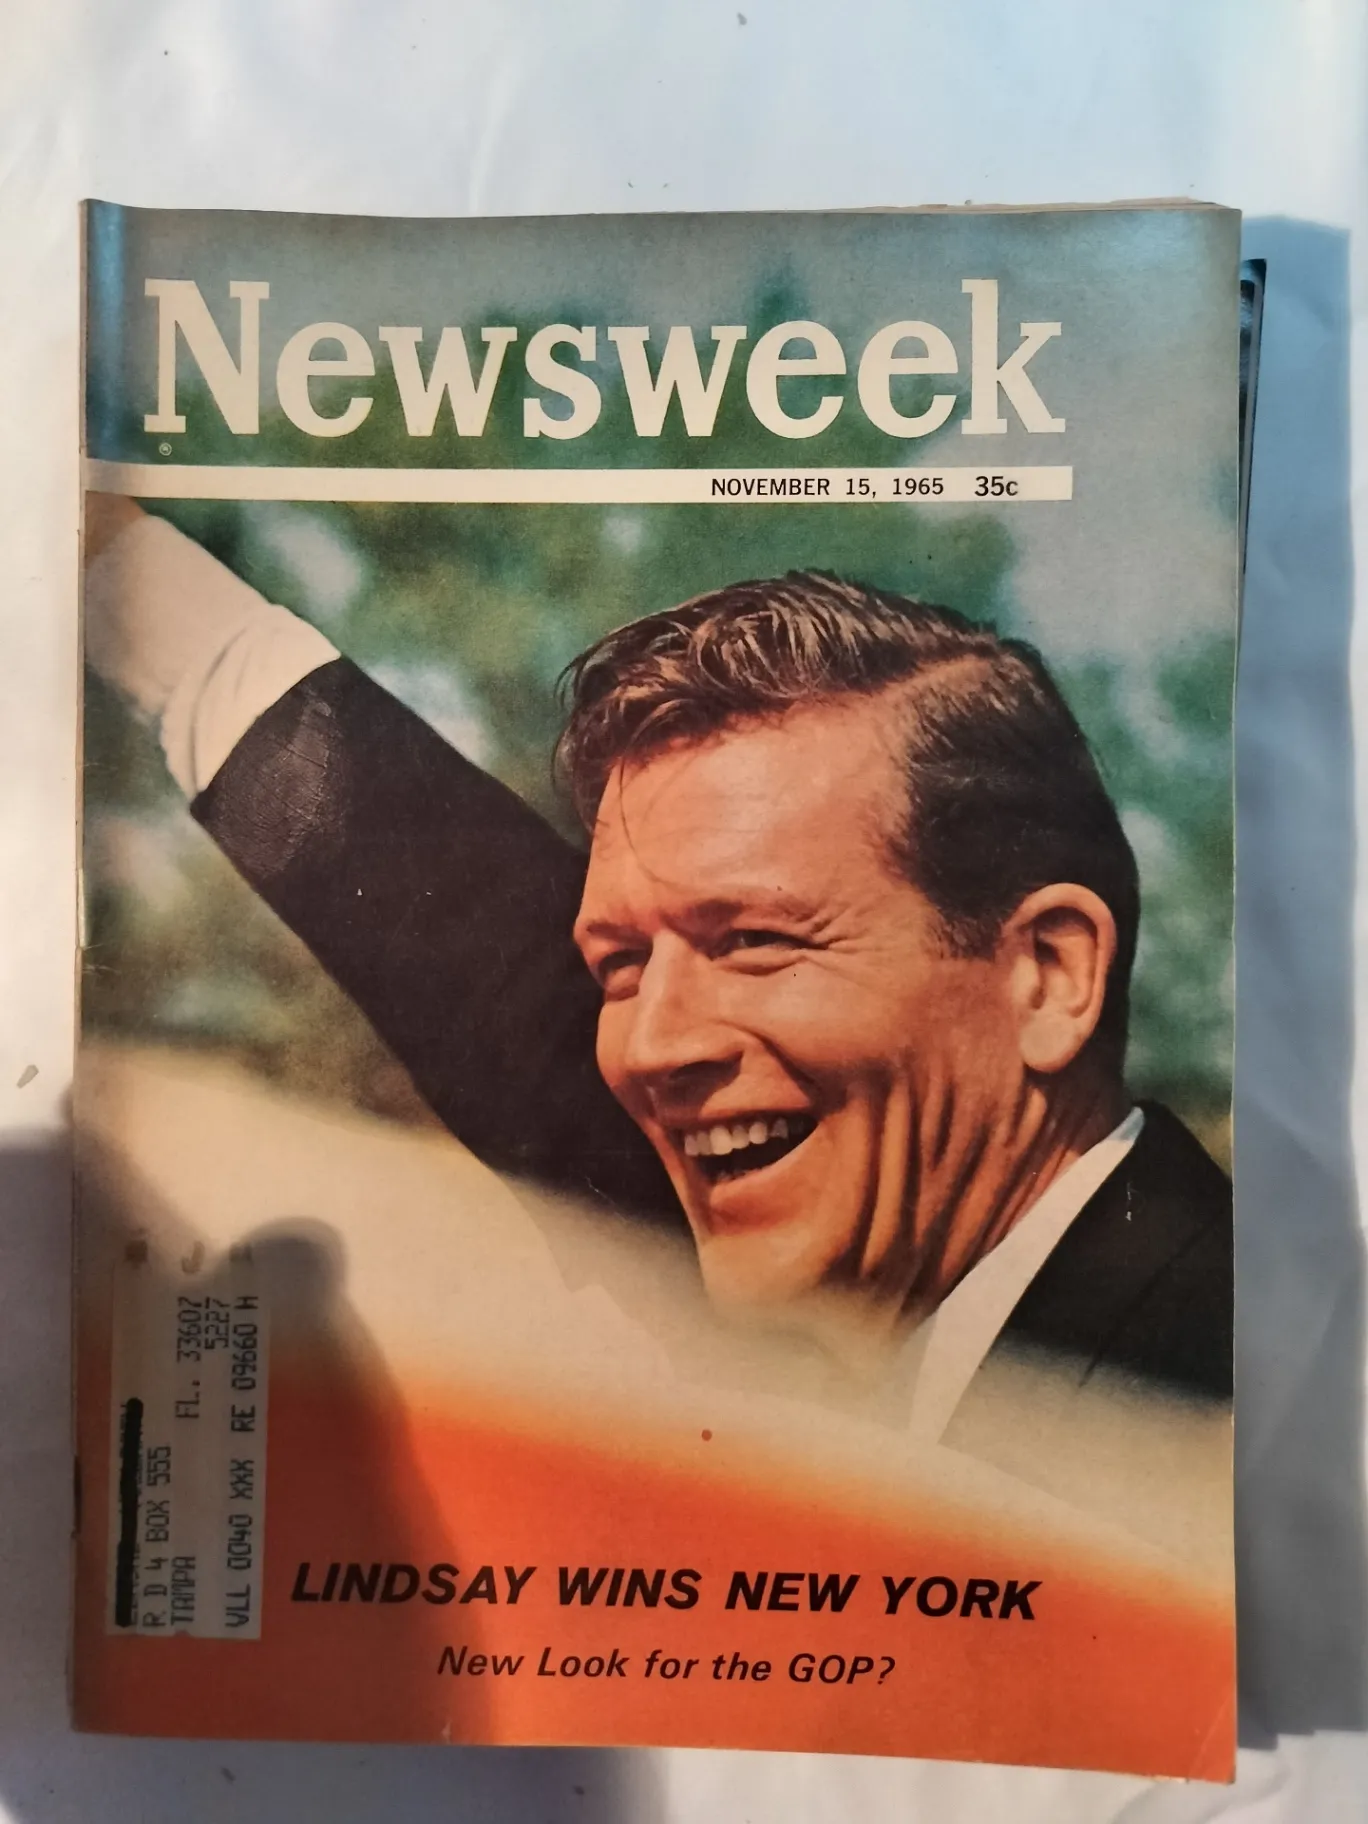 Newsweek
®
NOVEMBER 15, 1965 35c
R D 4 BOX 555
TAMPA FL. 33607
5227
VLL 0040 XXX RE 09660 H
LINDSAY WINS NEW YORK
New Look for the GOP?